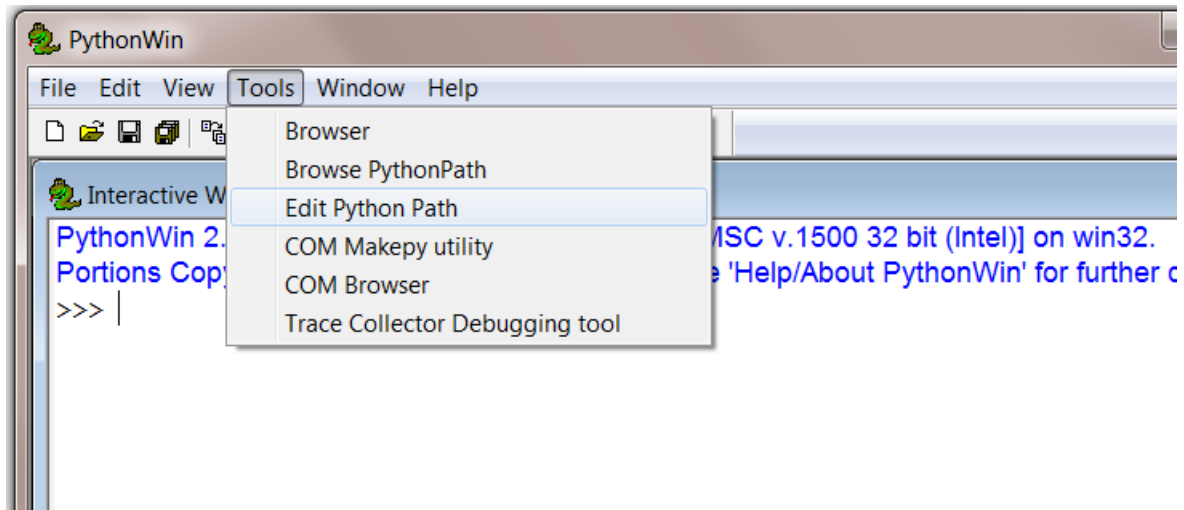 PythonWin
File Edit View Tools Window Help
Browser
Browse PythonPath
Interactive
Edit Python Path
PythonWin 2. MSC v.1500 32 bit (Intel)] on win32.
COM Makepy utility
Portions 'Help/About PythonWin' for further
COM Browser
>>>
Trace Collector Debugging tool